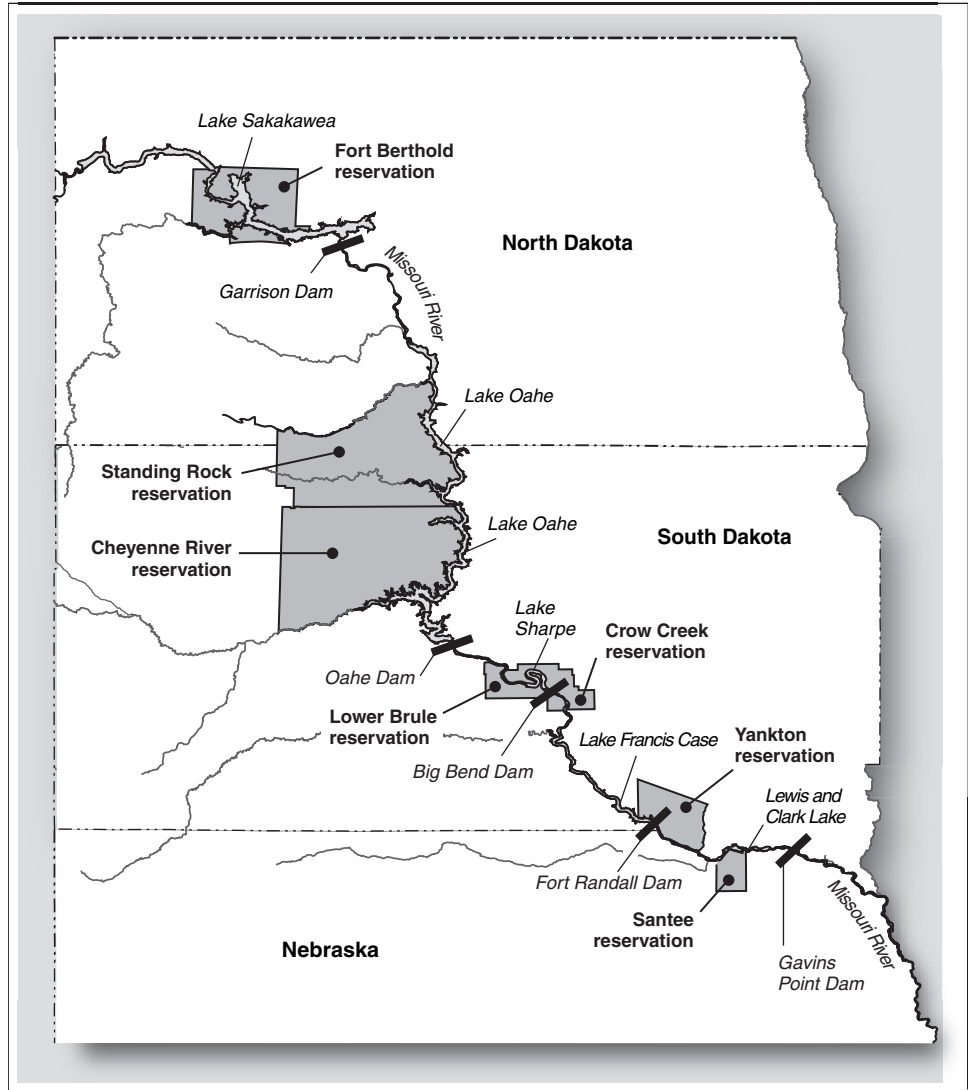 Lake Sakakawea
Fort Berthold
reservation
North Dakota
Missouri River
Garrison Dam
Lake Oahe
Standing Rock
reservation
Lake Oahe
South Dakota
Cheyenne River
reservation
Lake
Sharpe
Crow Creek
reservation
Oahe Dam
Lower Brule
reservation
Lake Francis Case
Yankton
reservation
Big Bend Dam
Lewis and
Clark Lake
Fort Randall Dam
Santee
reservation
Missouri River
Nebraska
Gavins
Point Dam